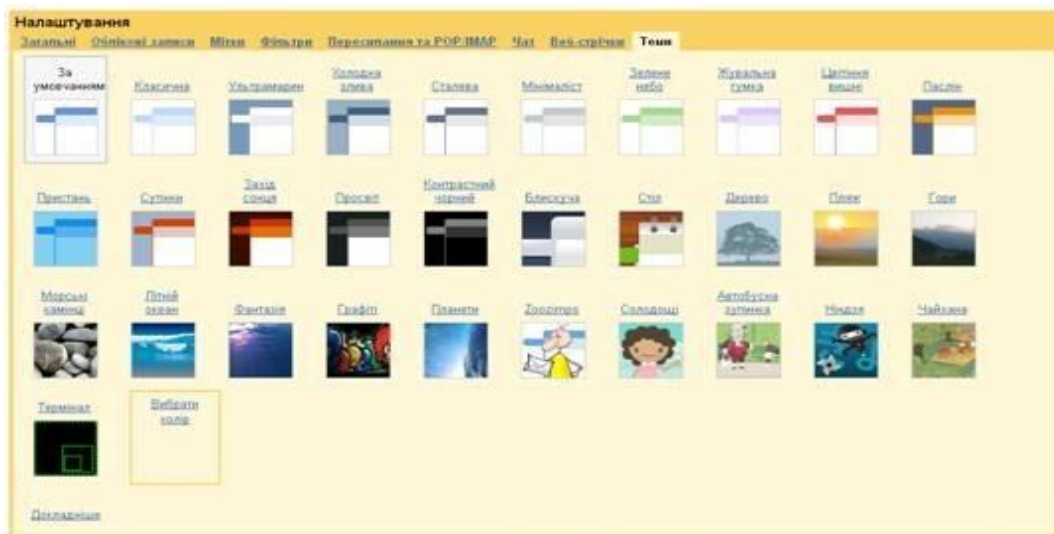 Налаштування
Загальні Облікові записи Мітки Фільтри Пересилання та POP/IMAP Чат Веб-стрічки Теми
За умовчанням Класична Ультрамарин Холодна злива Сталева Мінімаліст Зелене небо Жувальна гумка Цвітіння вишні Паслін
Пристань Сутінки Захід сонця Просвіт Контрастний чорний Блискуча Стіл Дерево Пляж Гори
Морські камінці Літній океан Фантазія Графіті Планети Zoozimps Солодощі Автобусна зупинка Ніндзя Чайхана
Термінал Вибрати колір
Докладніше